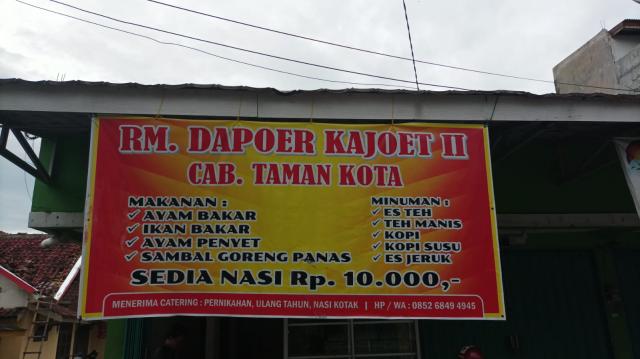 RM. DAPOER KAJOET II
CAB. TAMAN KOTA
MAKANAN :
✓ AYAM BAKAR
✓ IKAN BAKAR
✓ AYAM PENYET
✓ SAMBAL GORENG PANAS
MINUMAN :
✓ ES TEH
✓ TEH MANIS
✓ KOPI
✓ KOPI SUSU
✓ ES JERUK
SEDIA NASI Rp. 10.000,-
MENERIMA CATERING : PERNIKAHAN, ULANG TAHUN, NASI KOTAK | HP / WA : 0852 6849 4945